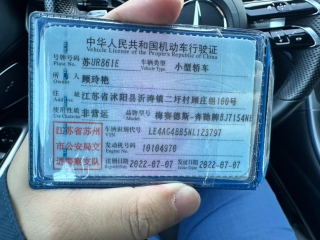 中华人民共和国机动车行驶证
Vehicle License of the People's Republic of China
号牌号码 苏UR861E 车辆类型 小型轿车
Plate No. Vehicle Type
所有人 顾玲艳
江苏省沭阳县沂涛镇二圩村顾庄组160号
使用性质 非营运 品牌型号 梅赛德斯-奔驰牌BJ7154NE
Use Character Model
江苏省苏州
市公安局交
通警察支队
车辆识别代号 LE4AG4BB5NL123797
VIN
发动机号码 10104970
Engine No.
注册日期 2022-07-07 发证日期 2022-07-07